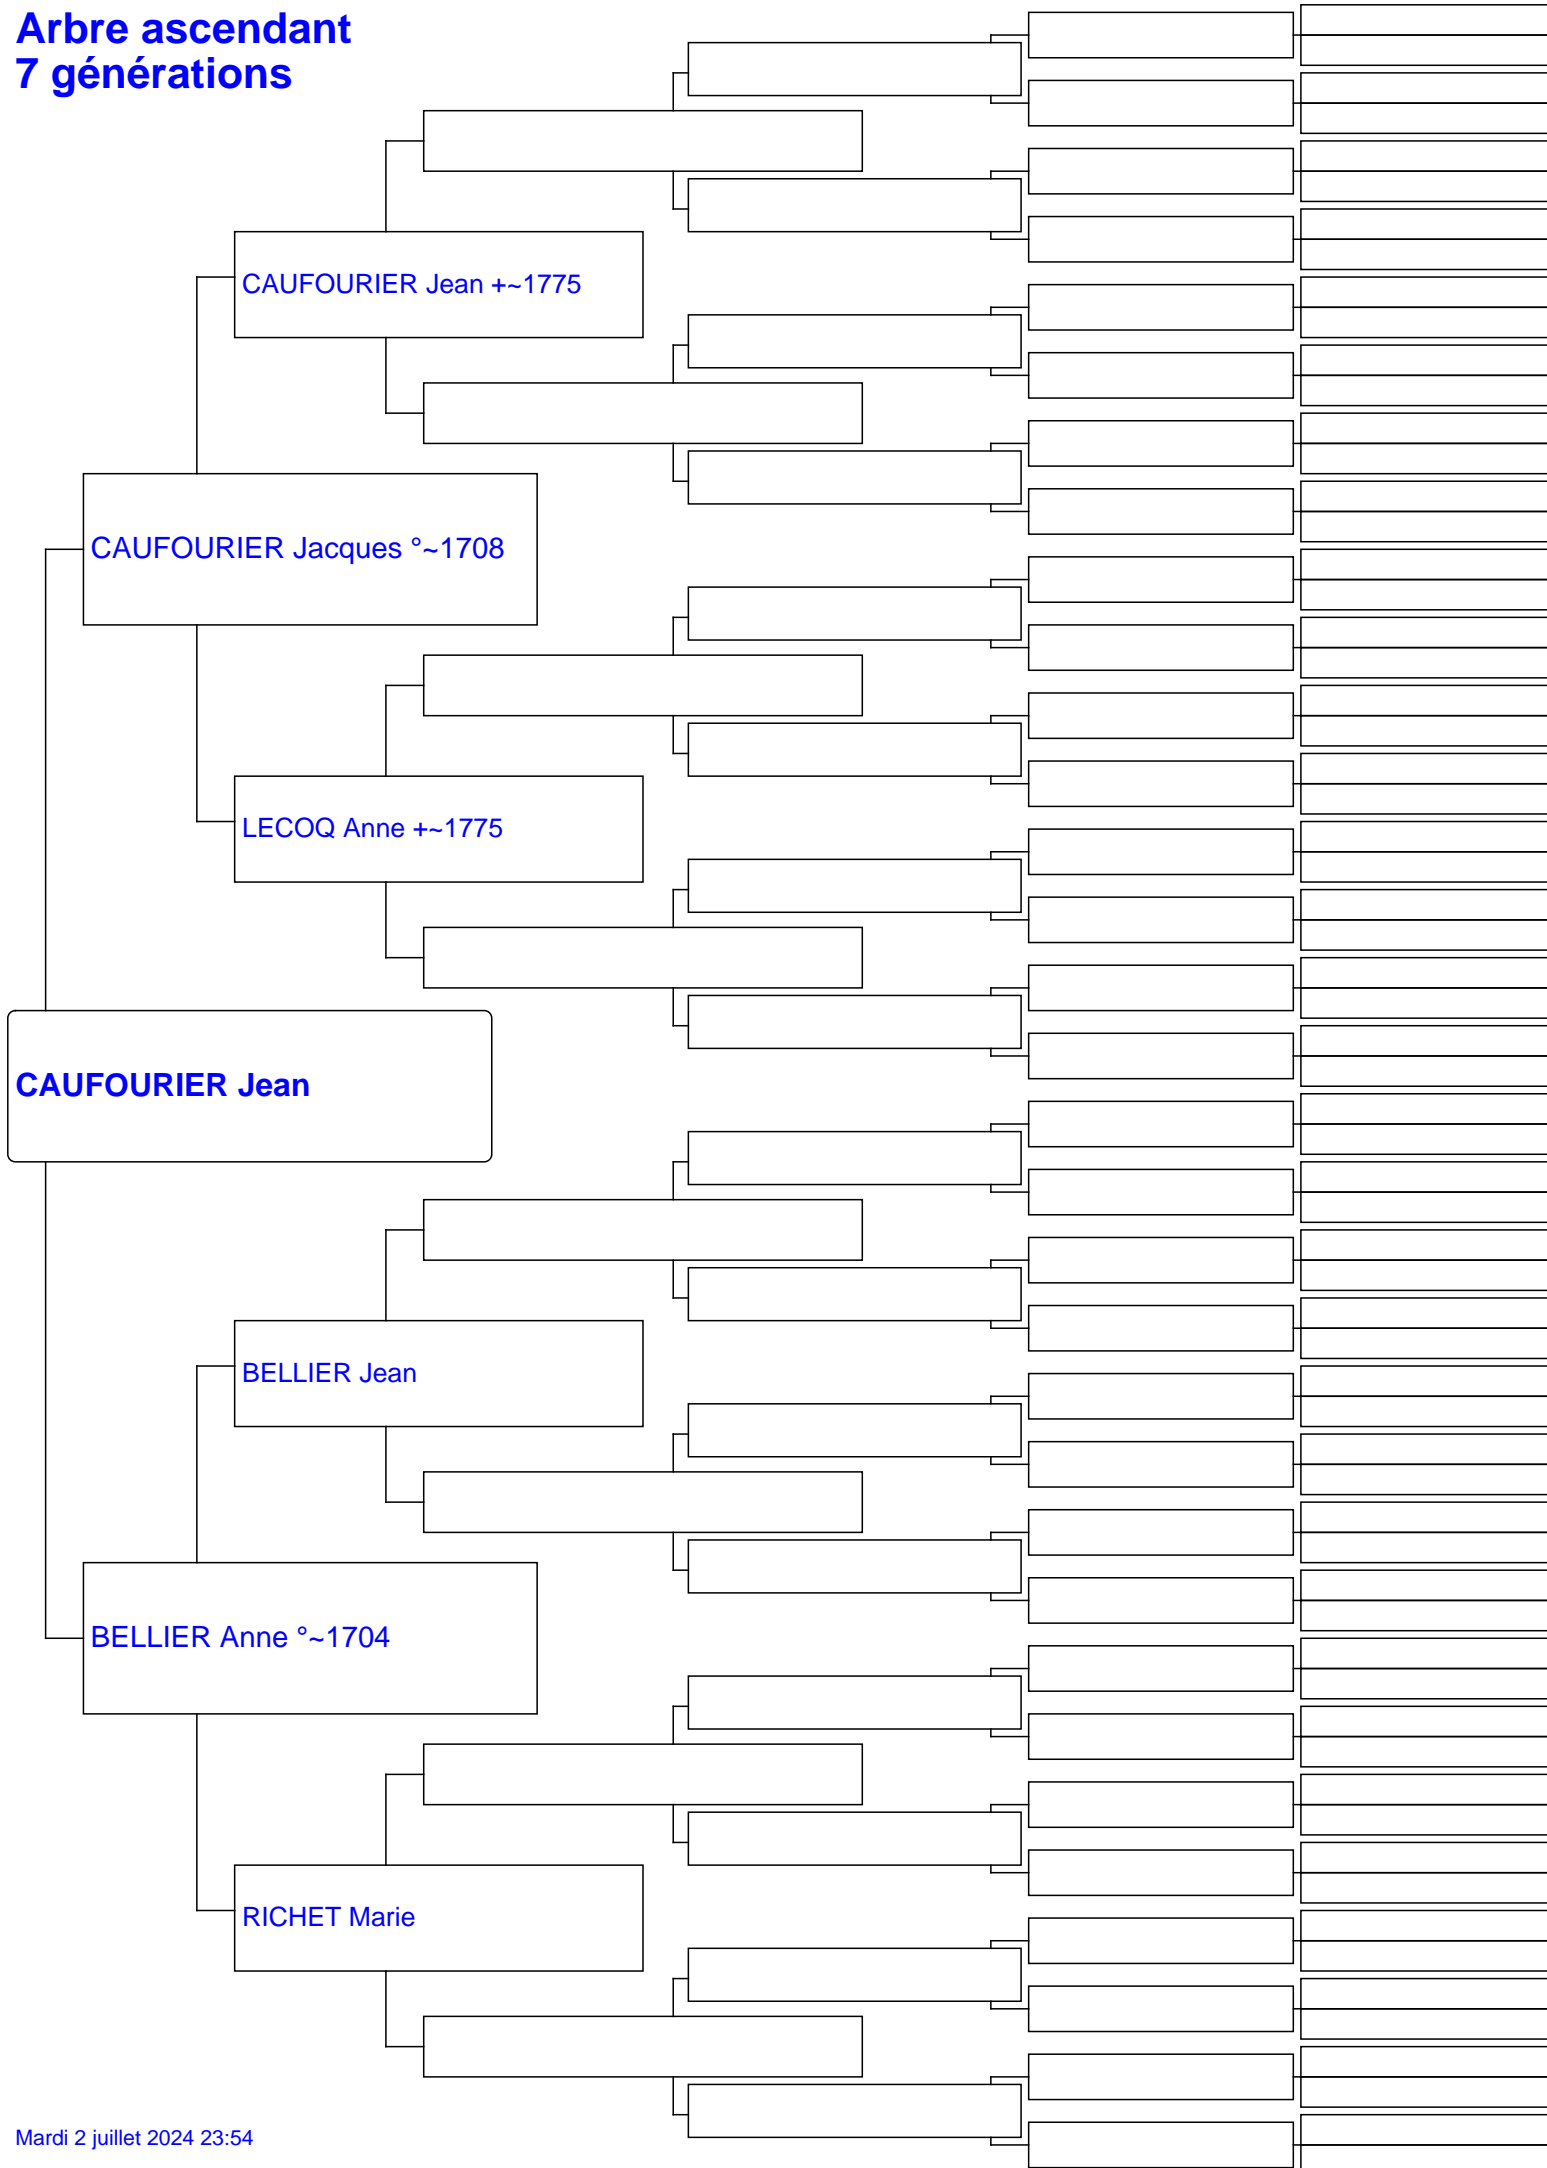 Arbre ascendant
7 générations
CAUFOURIER Jean +~1775
CAUFOURIER Jacques °~1708
LECOQ Anne +~1775
CAUFOURIER Jean
BELLIER Jean
BELLIER Anne °~1704
RICHET Marie
Mardi 2 juillet 2024 23:54